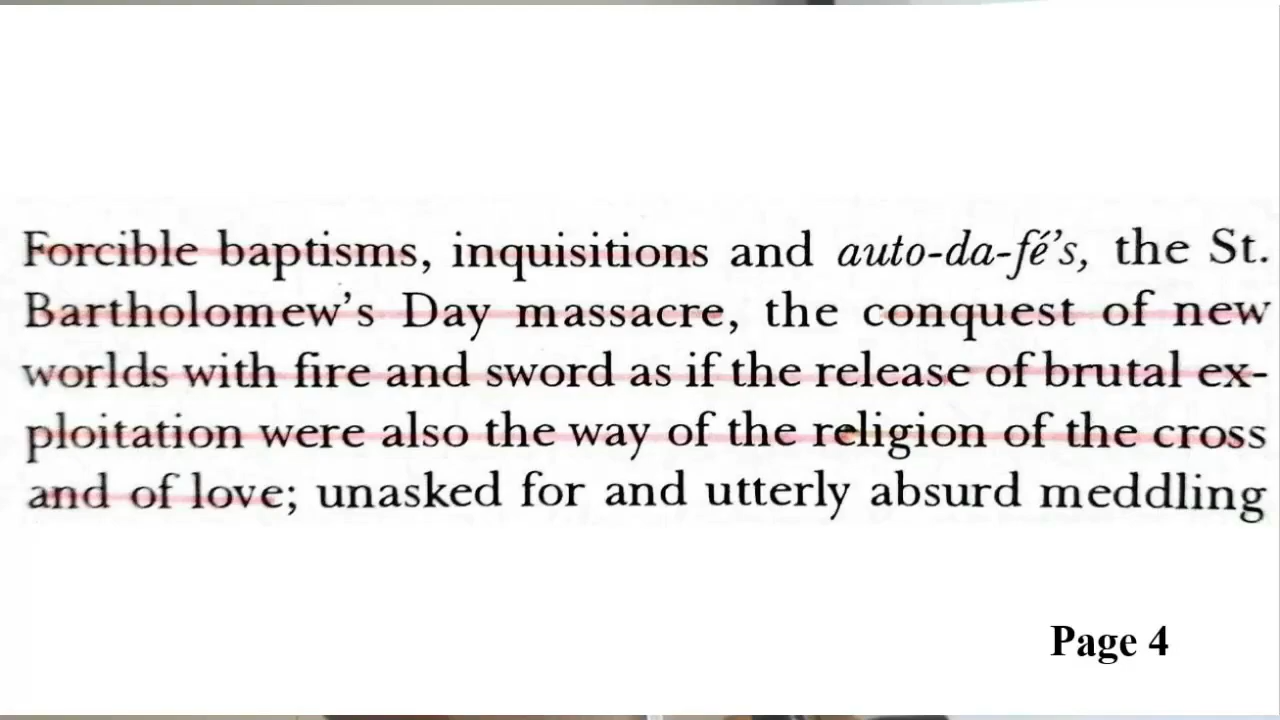 Forcible baptisms, inquisitions and auto-da-fé’s, the St.
Bartholomew’s Day massacre, the conquest of new
worlds with fire and sword as if the release of brutal ex-
ploitation were also the way of the religion of the cross
and of love; unasked for and utterly absurd meddling
Page 4